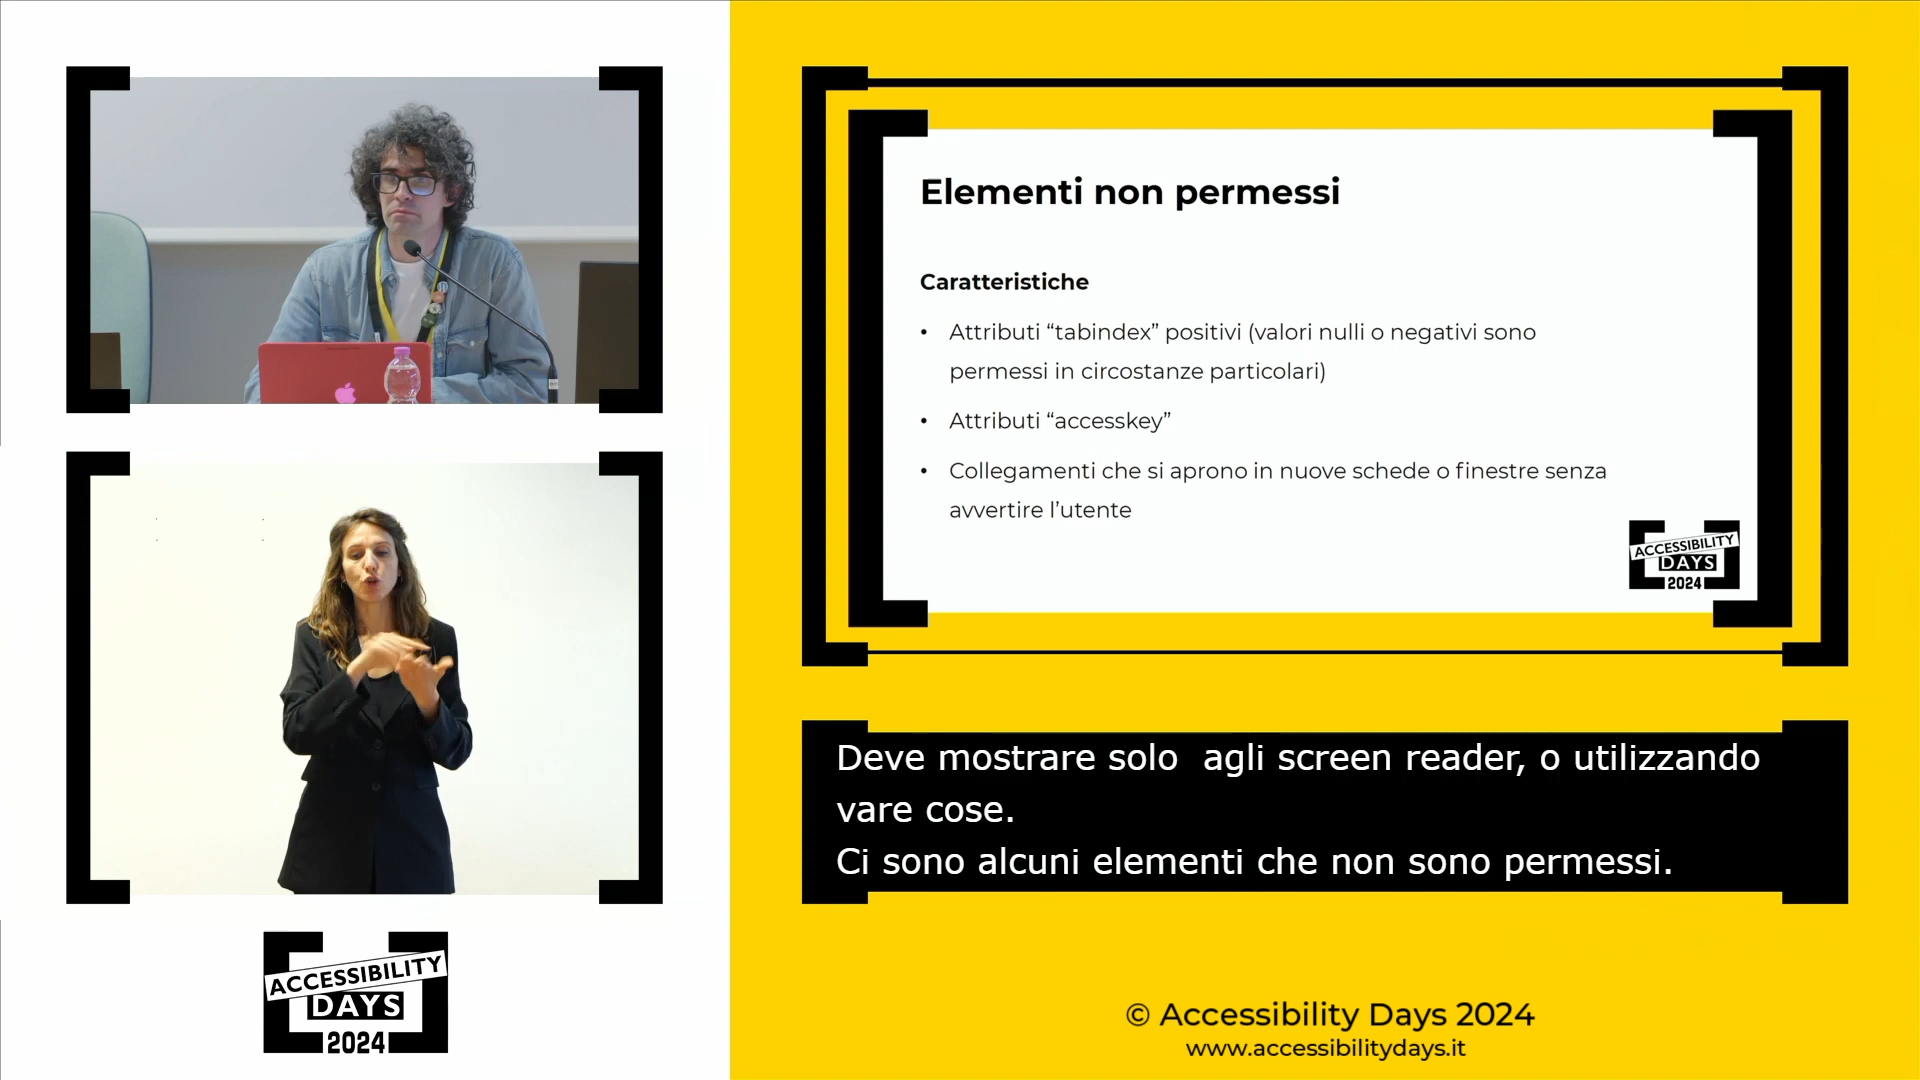 Elementi non permessi
Caratteristiche
• Attributi “tabindex” positivi (valori nulli o negativi sono
permessi in circostanze particolari)
• Attributi “accesskey”
• Collegamenti che si aprono in nuove schede o finestre senza
avvertire l’utente
ACCESSIBILITY
DAYS
2024
Deve mostrare solo  agli screen reader, o utilizzando
vare cose.
Ci sono alcuni elementi che non sono permessi.
ACCESSIBILITY
DAYS
2024
© Accessibility Days 2024
www.accessibilitydays.it